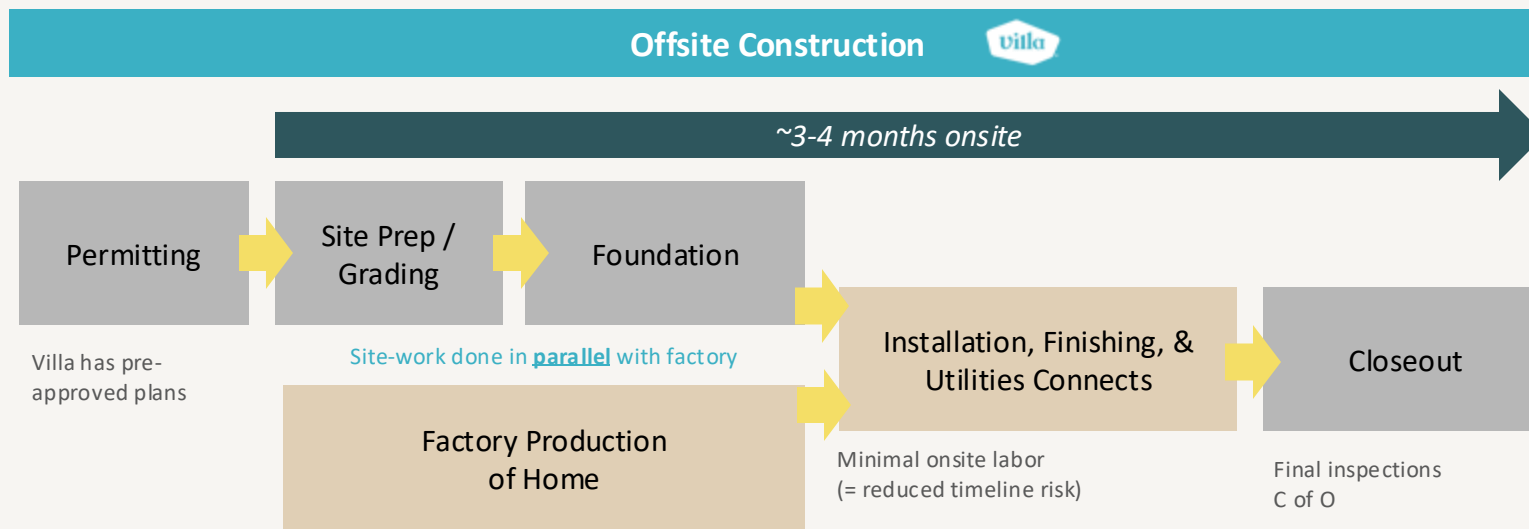 Offsite Construction
villa
~3-4 months onsite
Permitting
Site Prep /
Grading
Foundation
Villa has pre-
approved plans
Site-work done in parallel with factory
Factory Production
of Home
Installation, Finishing, &
Utilities Connects
Minimal onsite labor
(= reduced timeline risk)
Closeout
Final inspections
C of O